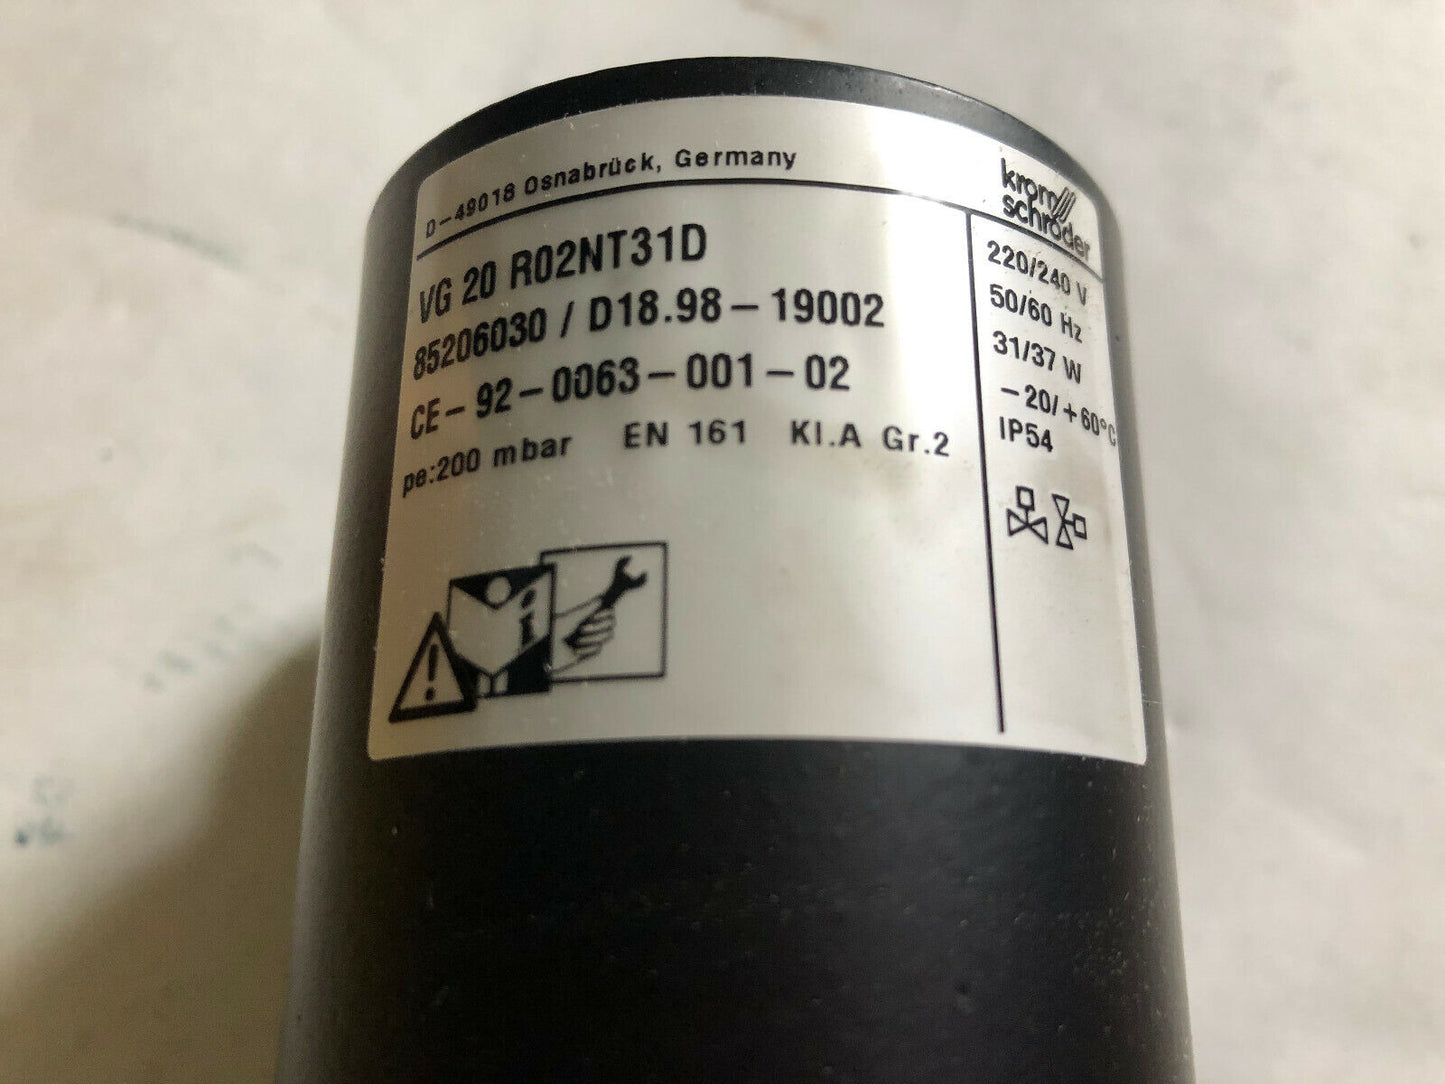 D-49018 Osnabrück, Germany
krom
schröder
VG 20 R02NT31D
85206030 / D18.98-19002
CE-92-0063-001-02
pe:200 mbar EN 161 Kl.A Gr.2
220/240 V
50/60 Hz
31/37 W
-20/+60°C
IP54